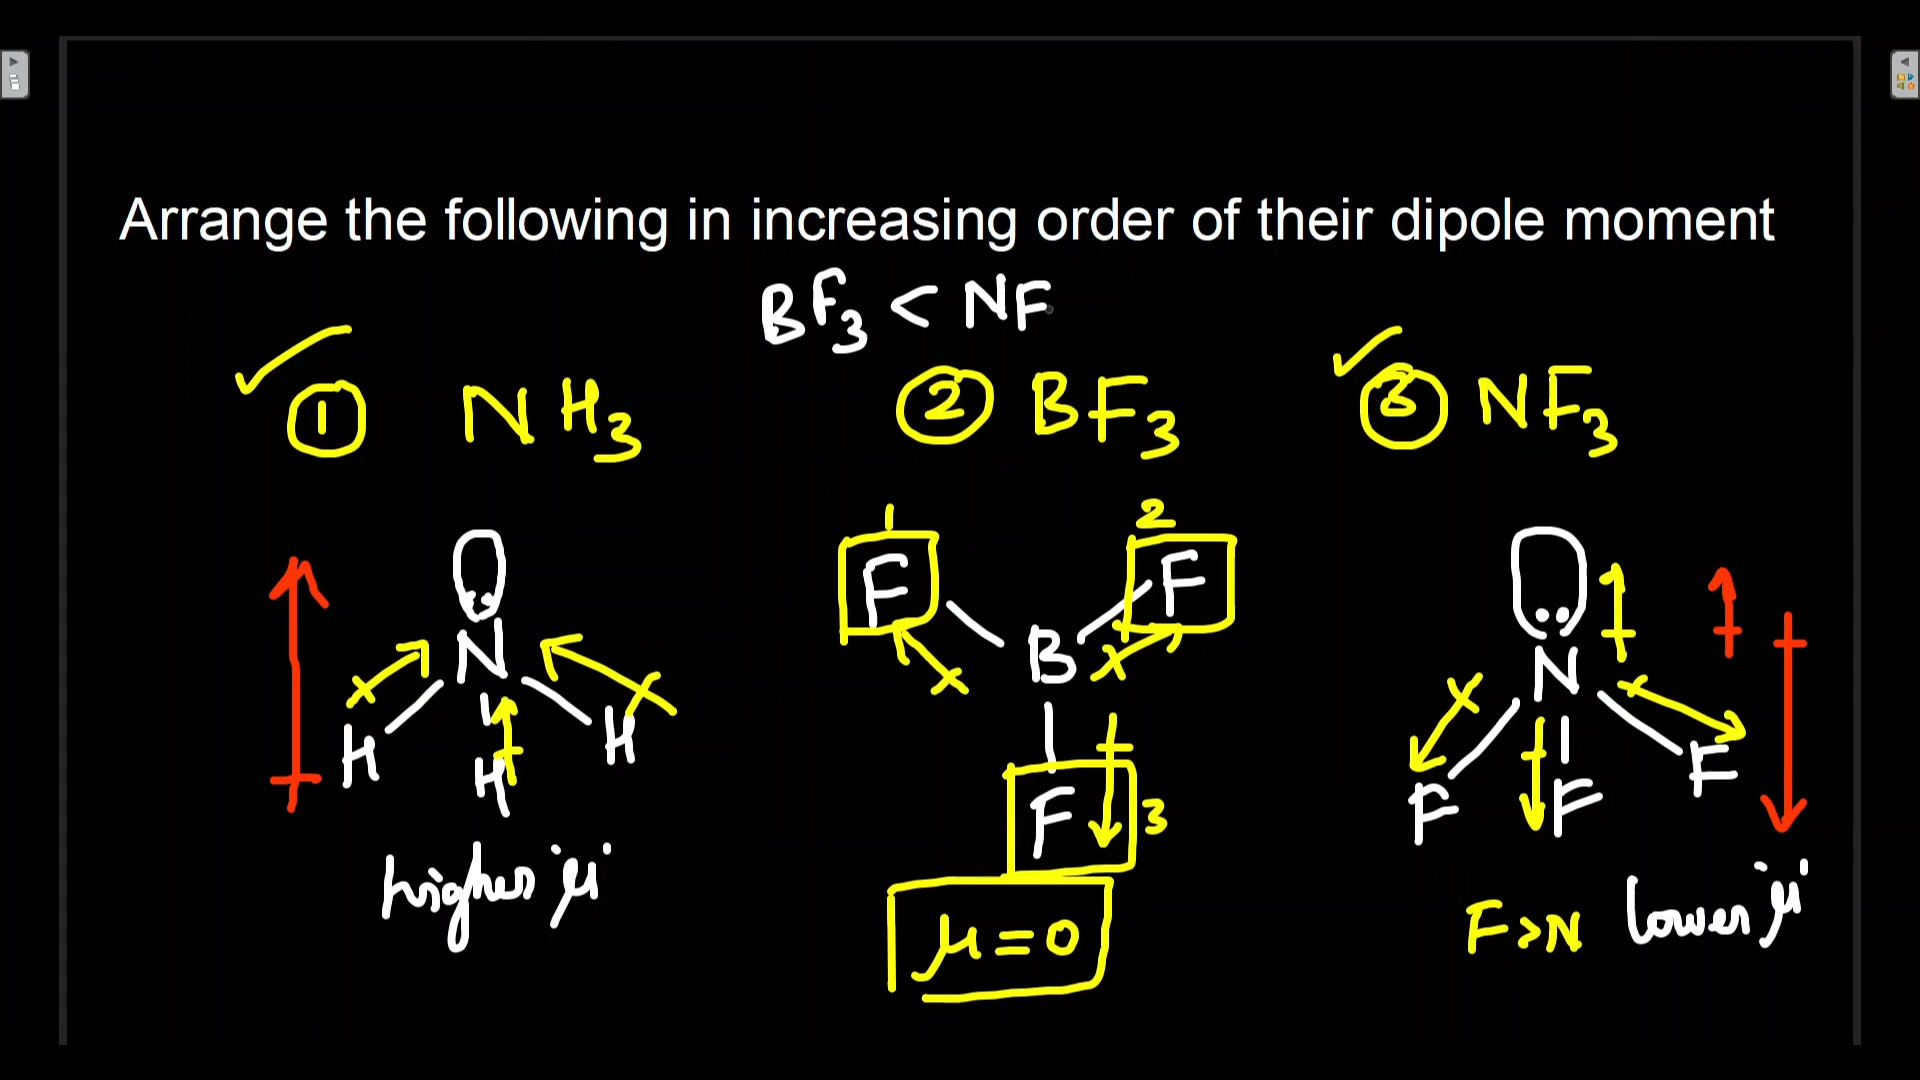 Arrange the following in increasing order of their dipole moment
BF3 < NF
1 NH3
2 BF3
3 NF3
1 2
F F
N B N
H H H
F 3
F F F
higher μ
μ=0
F>N lower μ